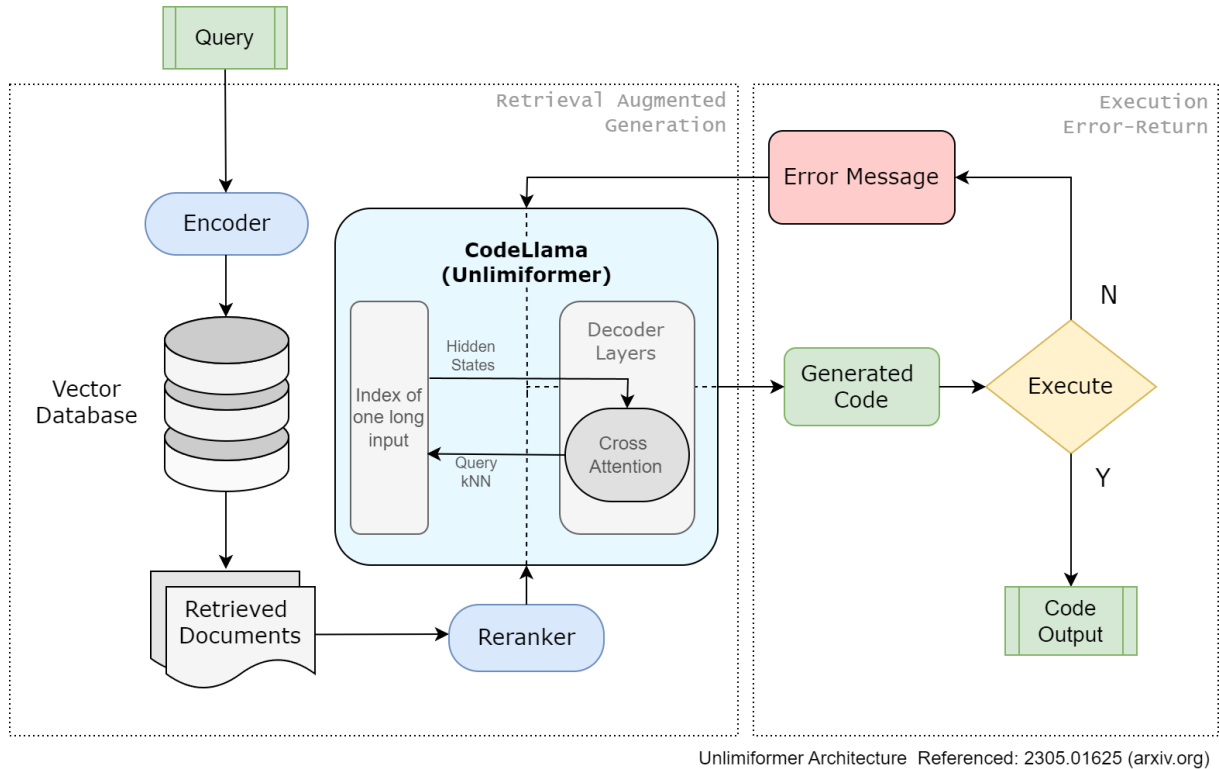 Query
Retrieval Augmented
Generation
Execution
Error-Return
Error Message
Encoder
CodeLlama
(Unlimiformer)
Hidden
States
Decoder
Layers
Index of
one long
input
Cross
Attention
Query
kNN
Vector
Database
Generated
Code
Execute
N
Y
Retrieved
Documents
Reranker
Code
Output
Unlimiformer Architecture  Referenced: 2305.01625 (arxiv.org)